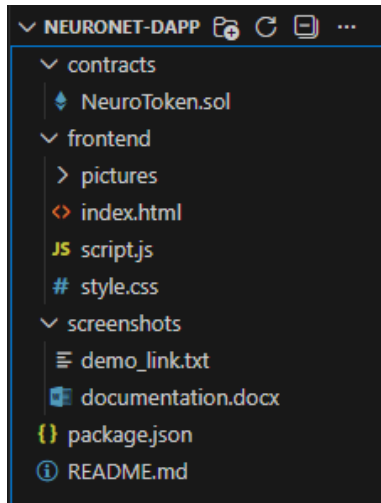 NEURONET-DAPP
contracts
NeuroToken.sol
frontend
pictures
<> index.html
JS script.js
# style.css
screenshots
demo_link.txt
documentation.docx
{} package.json
README.md